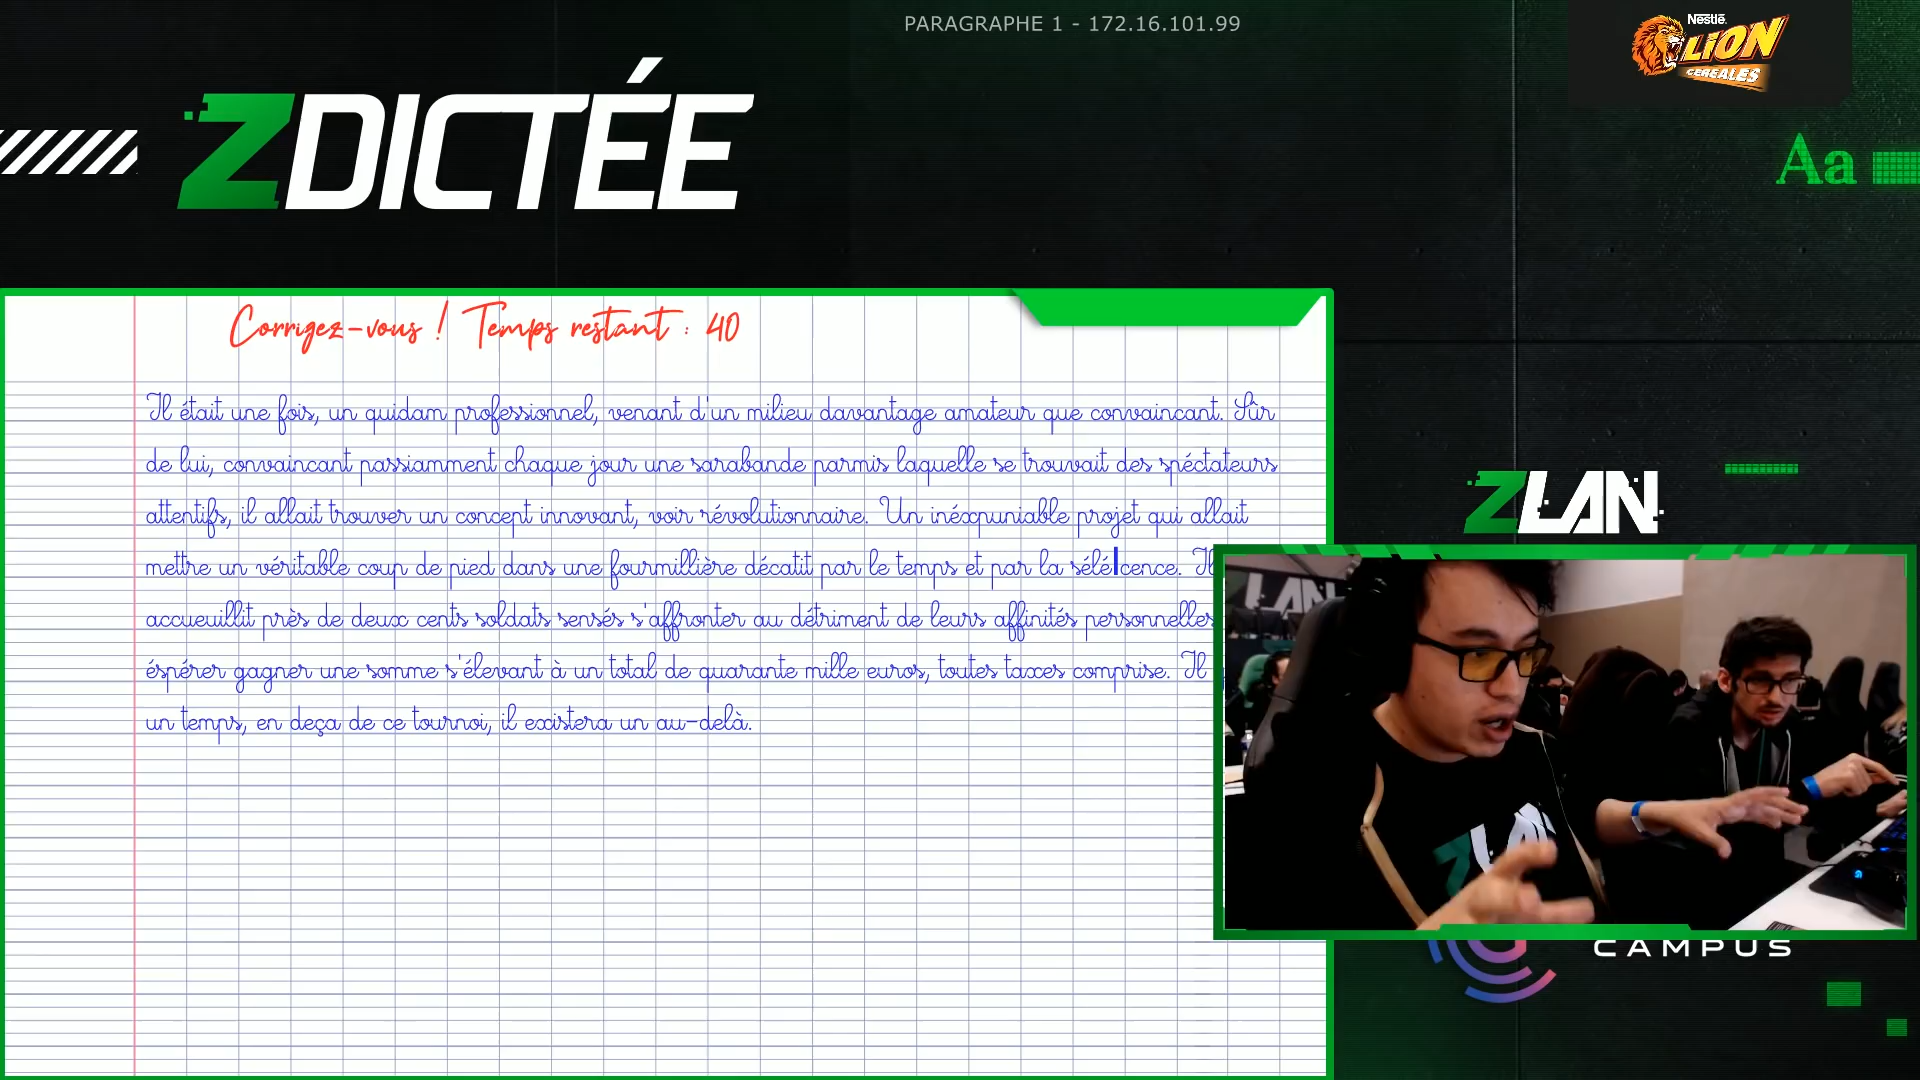 PARAGRAPHE 1 - 172.16.101.99
Nestlé
LION
CEREALES
ZDICTÉE
Aa
Corrigez-vous ! Temps restant : 40
Il était une fois, un quidam professionnel, venant d'un milieu davantage amateur que convaincant. Sûr
de lui, convaincant passiamment chaque jour une sarabande parmis laquelle se trouvait des spéctateurs
attentifs, il allait trouver un concept innovant, voir révolutionnaire. Un inéxpuniable projet qui allait
mettre un véritable coup de pied dans une fourmillière décatit par le temps et par la sélécence. Il
accueuillit près de deux cents soldats sensés s'affronter au détriment de leurs affinités personnelles
éspérer gagner une somme s'élevant à un total de quarante mille euros, toutes taxes comprise. Il
un temps, en deça de ce tournoi, il existera un au-delà.
ZLAN
LAN
ZLAN
CAMPUS